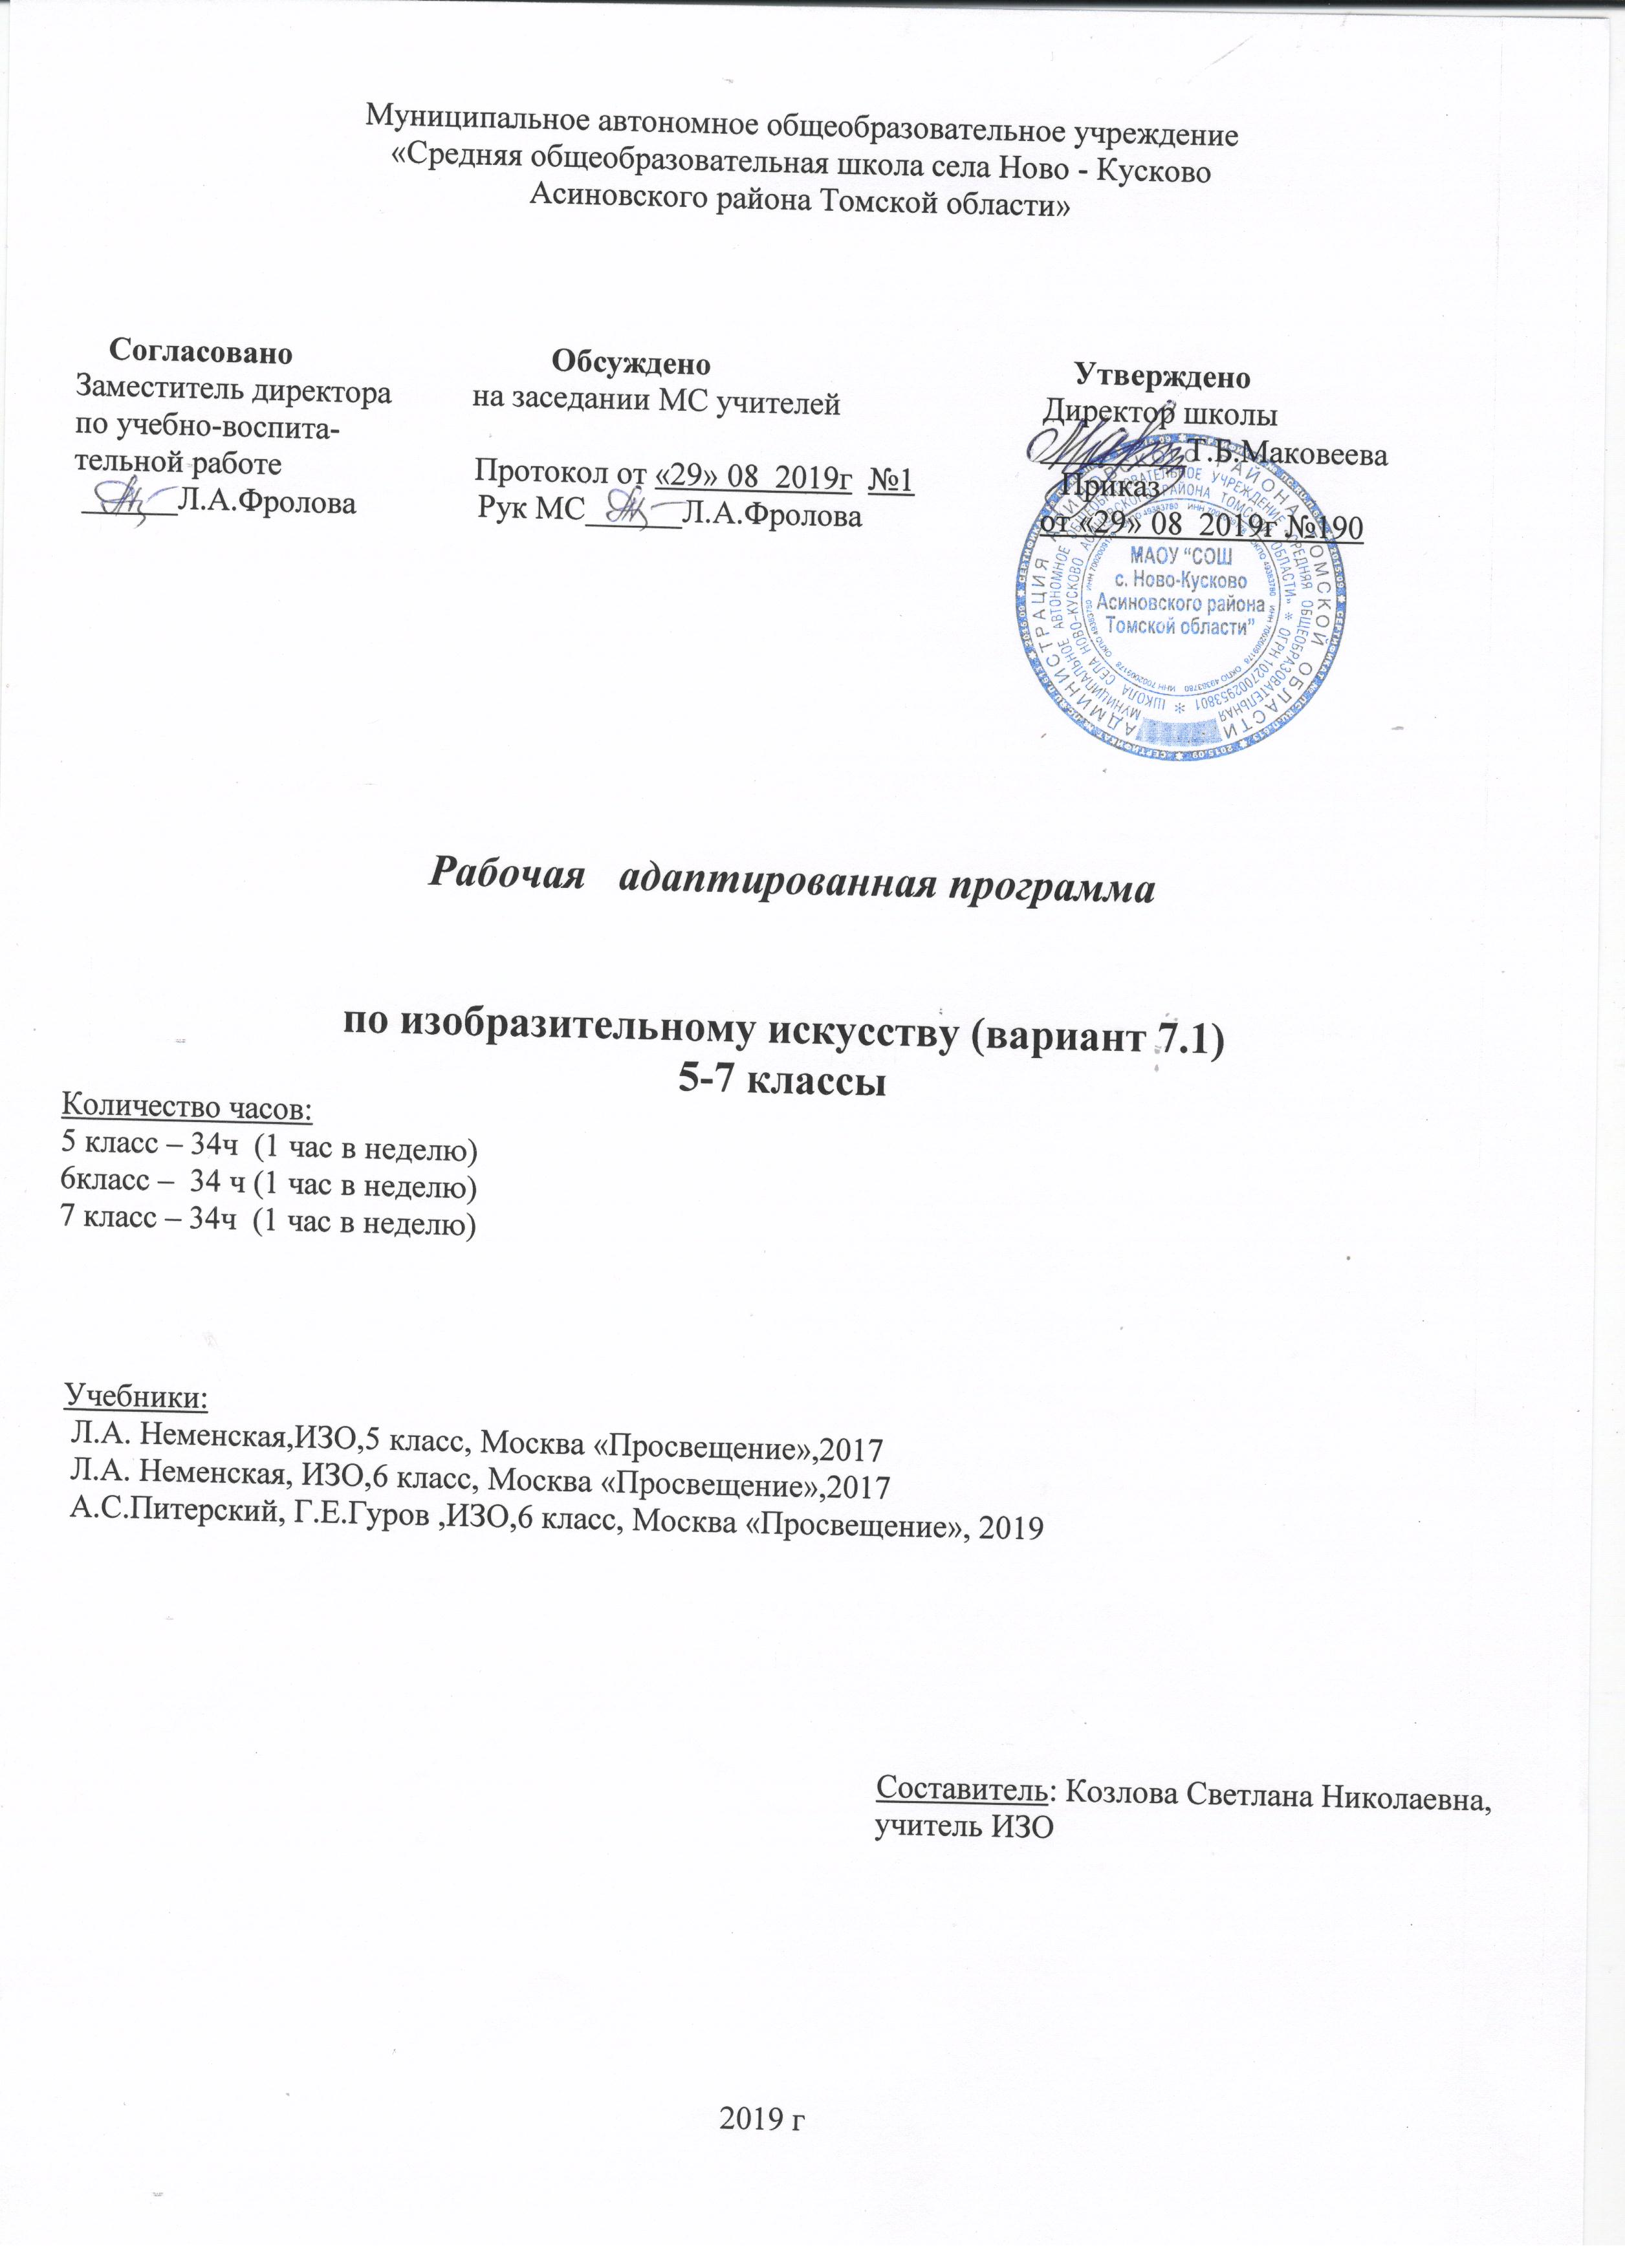 Муниципальное автономное общеобразовательное учреждение
«Средняя общеобразовательная школа села Ново - Кусково
Асиновского района Томской области»
Согласовано
Заместитель директора
по учебно-воспита-
тельной работе
______Л.А.Фролова
Обсуждено
на заседании МС учителей
Протокол от «29» 08 2019г №1
Рук МС______Л.А.Фролова
Утверждено
Директор школы
_________Т.Б.Маковеева
Приказ
от «29» 08 2019г №190
МАОУ "СОШ
с. Ново-Кусково
Асиновского района
Томской области"
Рабочая адаптированная программа
по изобразительному искусству (вариант 7.1)
5-7 классы
Количество часов:
5 класс – 34ч (1 час в неделю)
6класс – 34 ч (1 час в неделю)
7 класс – 34ч (1 час в неделю)
Учебники:
Л.А. Неменская,ИЗО,5 класс, Москва «Просвещение»,2017
Л.А. Неменская, ИЗО,6 класс, Москва «Просвещение»,2017
А.С.Питерский, Г.Е.Гуров ,ИЗО,6 класс, Москва «Просвещение», 2019
Составитель: Козлова Светлана Николаевна,
учитель ИЗО
2019 г